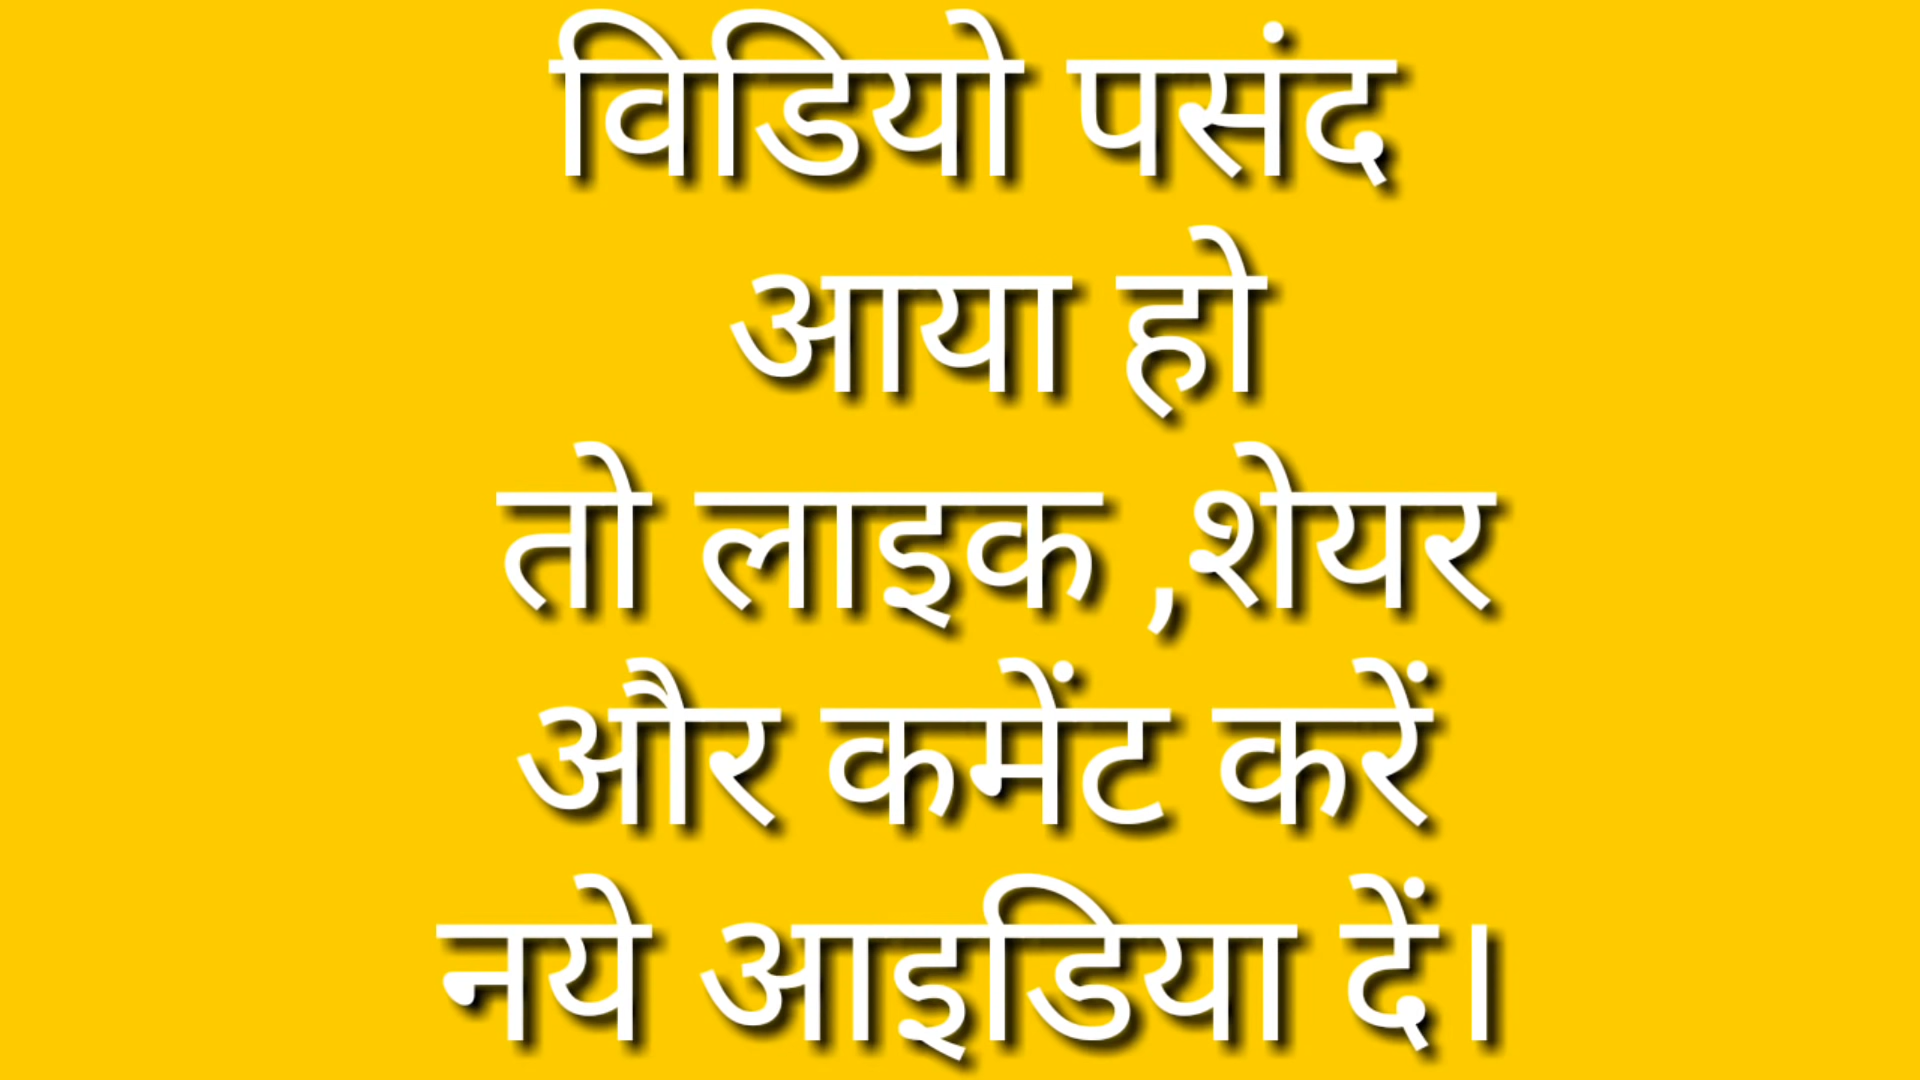 विडियो पसंद
आया हो
तो लाइक ,शेयर
और कमेंट करें
नये आइडिया दें।